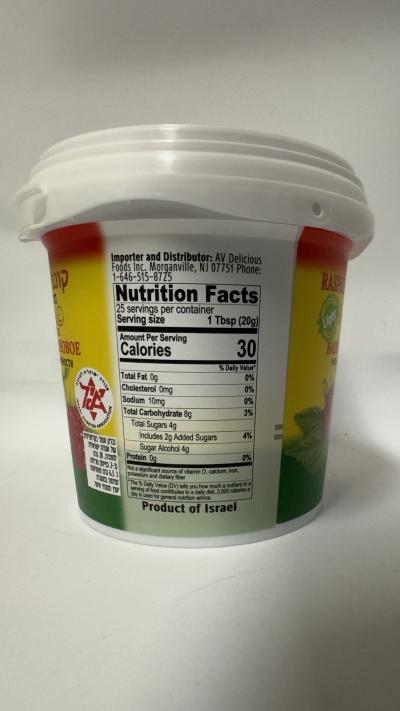 Importer and Distributor: AV Delicious
Foods Inc. Morganville, NJ 07751 Phone:
1-646-515-8725
Nutrition Facts
25 servings per container
Serving size 1 Tbsp (20g)
Amount Per Serving
Calories 30
% Daily Value*
Total Fat 0g 0%
Cholesterol 0mg 0%
Sodium 10mg 0%
Total Carbohydrate 8g 3%
Total Sugars 4g
Includes 2g Added Sugars 4%
Sugar Alcohol 4g
Protein 0g 0%
Not a significant source of vitamin D, calcium, iron,
potassium and dietary fiber
*The % Daily Value (DV) tells you how much a nutrient in a
serving of food contributes to a daily diet. 2,000 calories a
day is used for general nutrition advice.
Product of Israel
RASP
Light